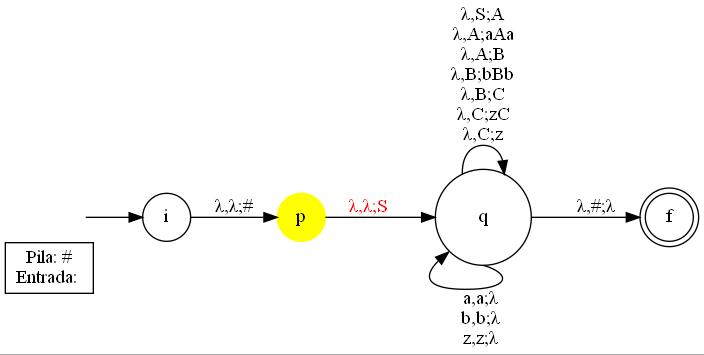 λ,S;A
λ,A;aAa
λ,A;B
λ,B;bBb
λ,B;C
λ,C;zC
λ,C;z
i
λ,λ;#
p
λ,λ;S
q
λ,#;λ
f
Pila: #
Entrada:
a,a;λ
b,b;λ
z,z;λ